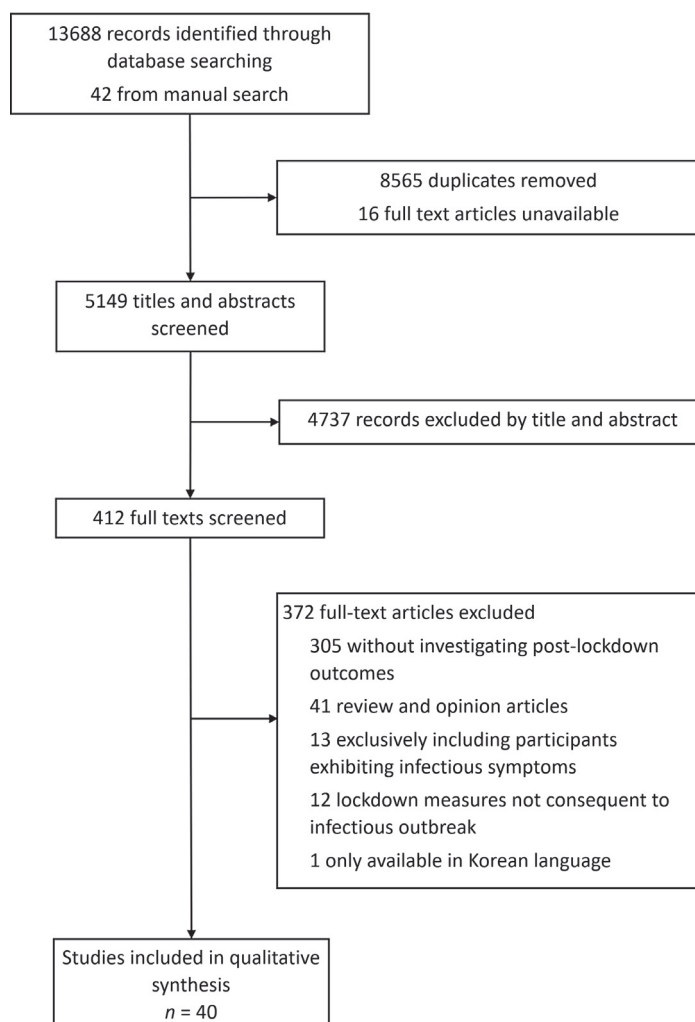 13688 records identified through
database searching
42 from manual search
8565 duplicates removed
16 full text articles unavailable
5149 titles and abstracts
screened
4737 records excluded by title and abstract
412 full texts screened
372 full-text articles excluded
305 without investigating post-lockdown
outcomes
41 review and opinion articles
13 exclusively including participants
exhibiting infectious symptoms
12 lockdown measures not consequent to
infectious outbreak
1 only available in Korean language
Studies included in qualitative
synthesis
n = 40